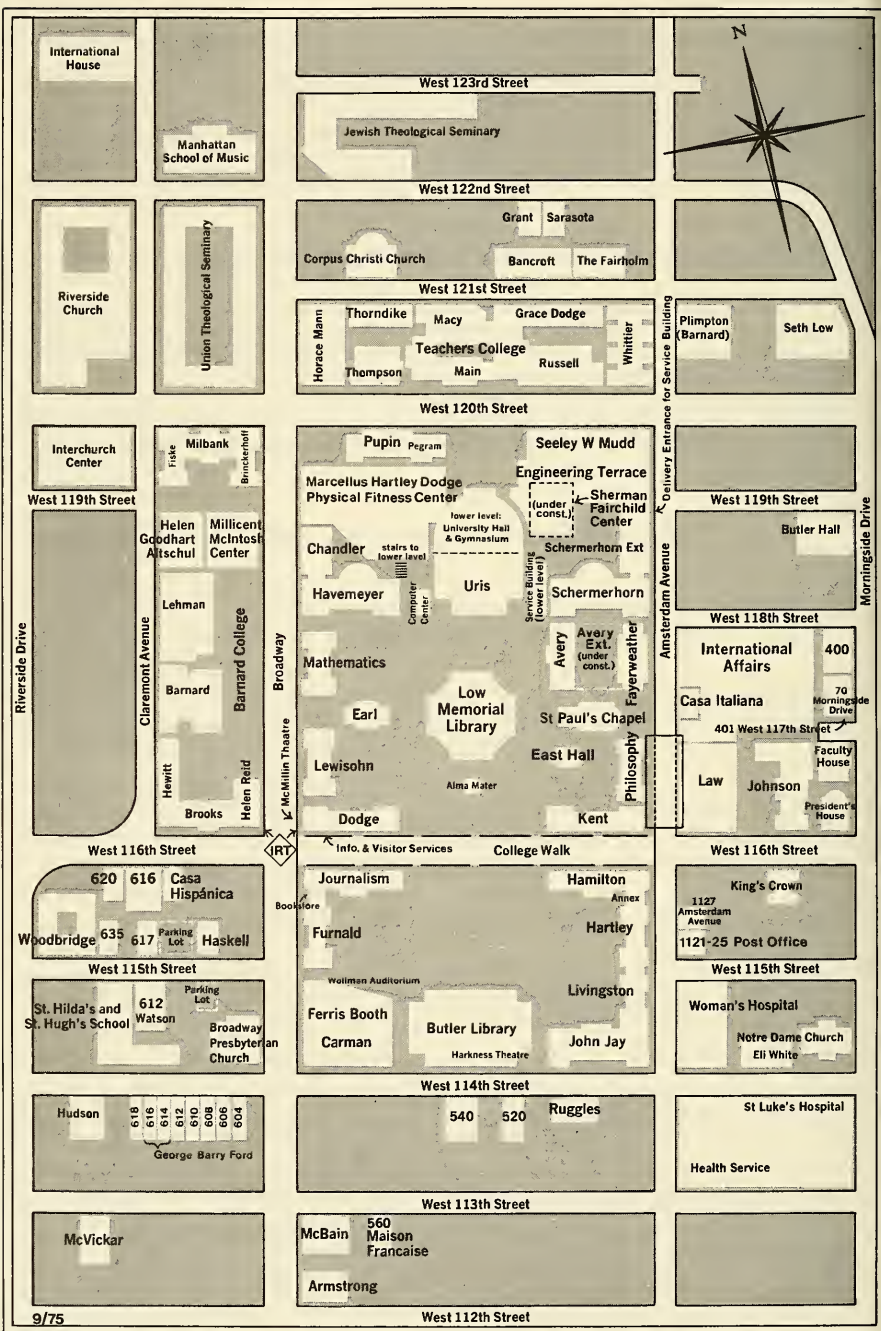 N
International
House
West 123rd Street
Manhattan
School of Music
Jewish Theological Seminary
West 122nd Street
Riverside
Church
Union Theological Seminary
Corpus Christi Church
Grant
Sarasota
Bancroft
The Fairholm
West 121st Street
Horace Mann
Thorndike
Macy
Grace Dodge
Teachers College
Thompson
Main
Russell
Whittier
Delivery Entrance for Service Building
Plimpton
(Barnard)
Seth Low
West 120th Street
Interchurch
Center
Fiske
Milbank
Brinckerhoff
Pupin
Pegram
Seeley W Mudd
Marcellus Hartley Dodge
Physical Fitness Center
Engineering Terrace
(under
const.)
Sherman
Fairchild
Center
West 119th Street
West 119th Street
Helen
Goodhart
Altschul
Millicent
McIntosh
Center
lower level:
University Hall
& Gymnasium
Chandler
stairs to
lower level
Schermerhorn Ext
Butler Hall
Havemeyer
Computer
Center
Uris
Service Building
(lower level)
Schermerhorn
Amsterdam Avenue
Morningside Drive
West 118th Street
Riverside Drive
Claremont Avenue
Lehman
Barnard College
Broadway
Mathematics
Avery
Avery
Ext.
(under
const.)
Fayerweather
International
Affairs
400
Barnard
Earl
Low
Memorial
Library
St Paul's Chapel
Casa Italiana
70
Morningside
Drive
401 West 117th Street
Hewitt
Helen Reid
McMillin Thaatre
Lewisohn
East Hall
Philosophy
Alma Mater
Law
Johnson
Faculty
House
President's
House
Brooks
Dodge
Kent
West 116th Street
IRT
Info. & Visitor Services
College Walk
West 116th Street
620
616
Casa
Hispánica
Journalism
Hamilton
King's Crown
Bookstore
Annex
1127
Amsterdam
Avenue
Woodbridge
635
617
Parking
Lot
Haskell
Furnald
Hartley
1121-25 Post Office
West 115th Street
West 115th Street
Wollman Auditorium
St. Hilda's and
St. Hugh's School
612
Watson
Parking
Lot
Broadway
Presbyterian
Church
Ferris Booth
Carman
Butler Library
Harkness Theatre
Livingston
John Jay
Woman's Hospital
Notre Dame Church
Eli White
West 114th Street
Hudson
618
616
614
612
610
608
606
604
George Barry Ford
540
520
Ruggles
St Luke's Hospital
Health Service
West 113th Street
McVickar
McBain
560
Maison
Francaise
Armstrong
9/75
West 112th Street